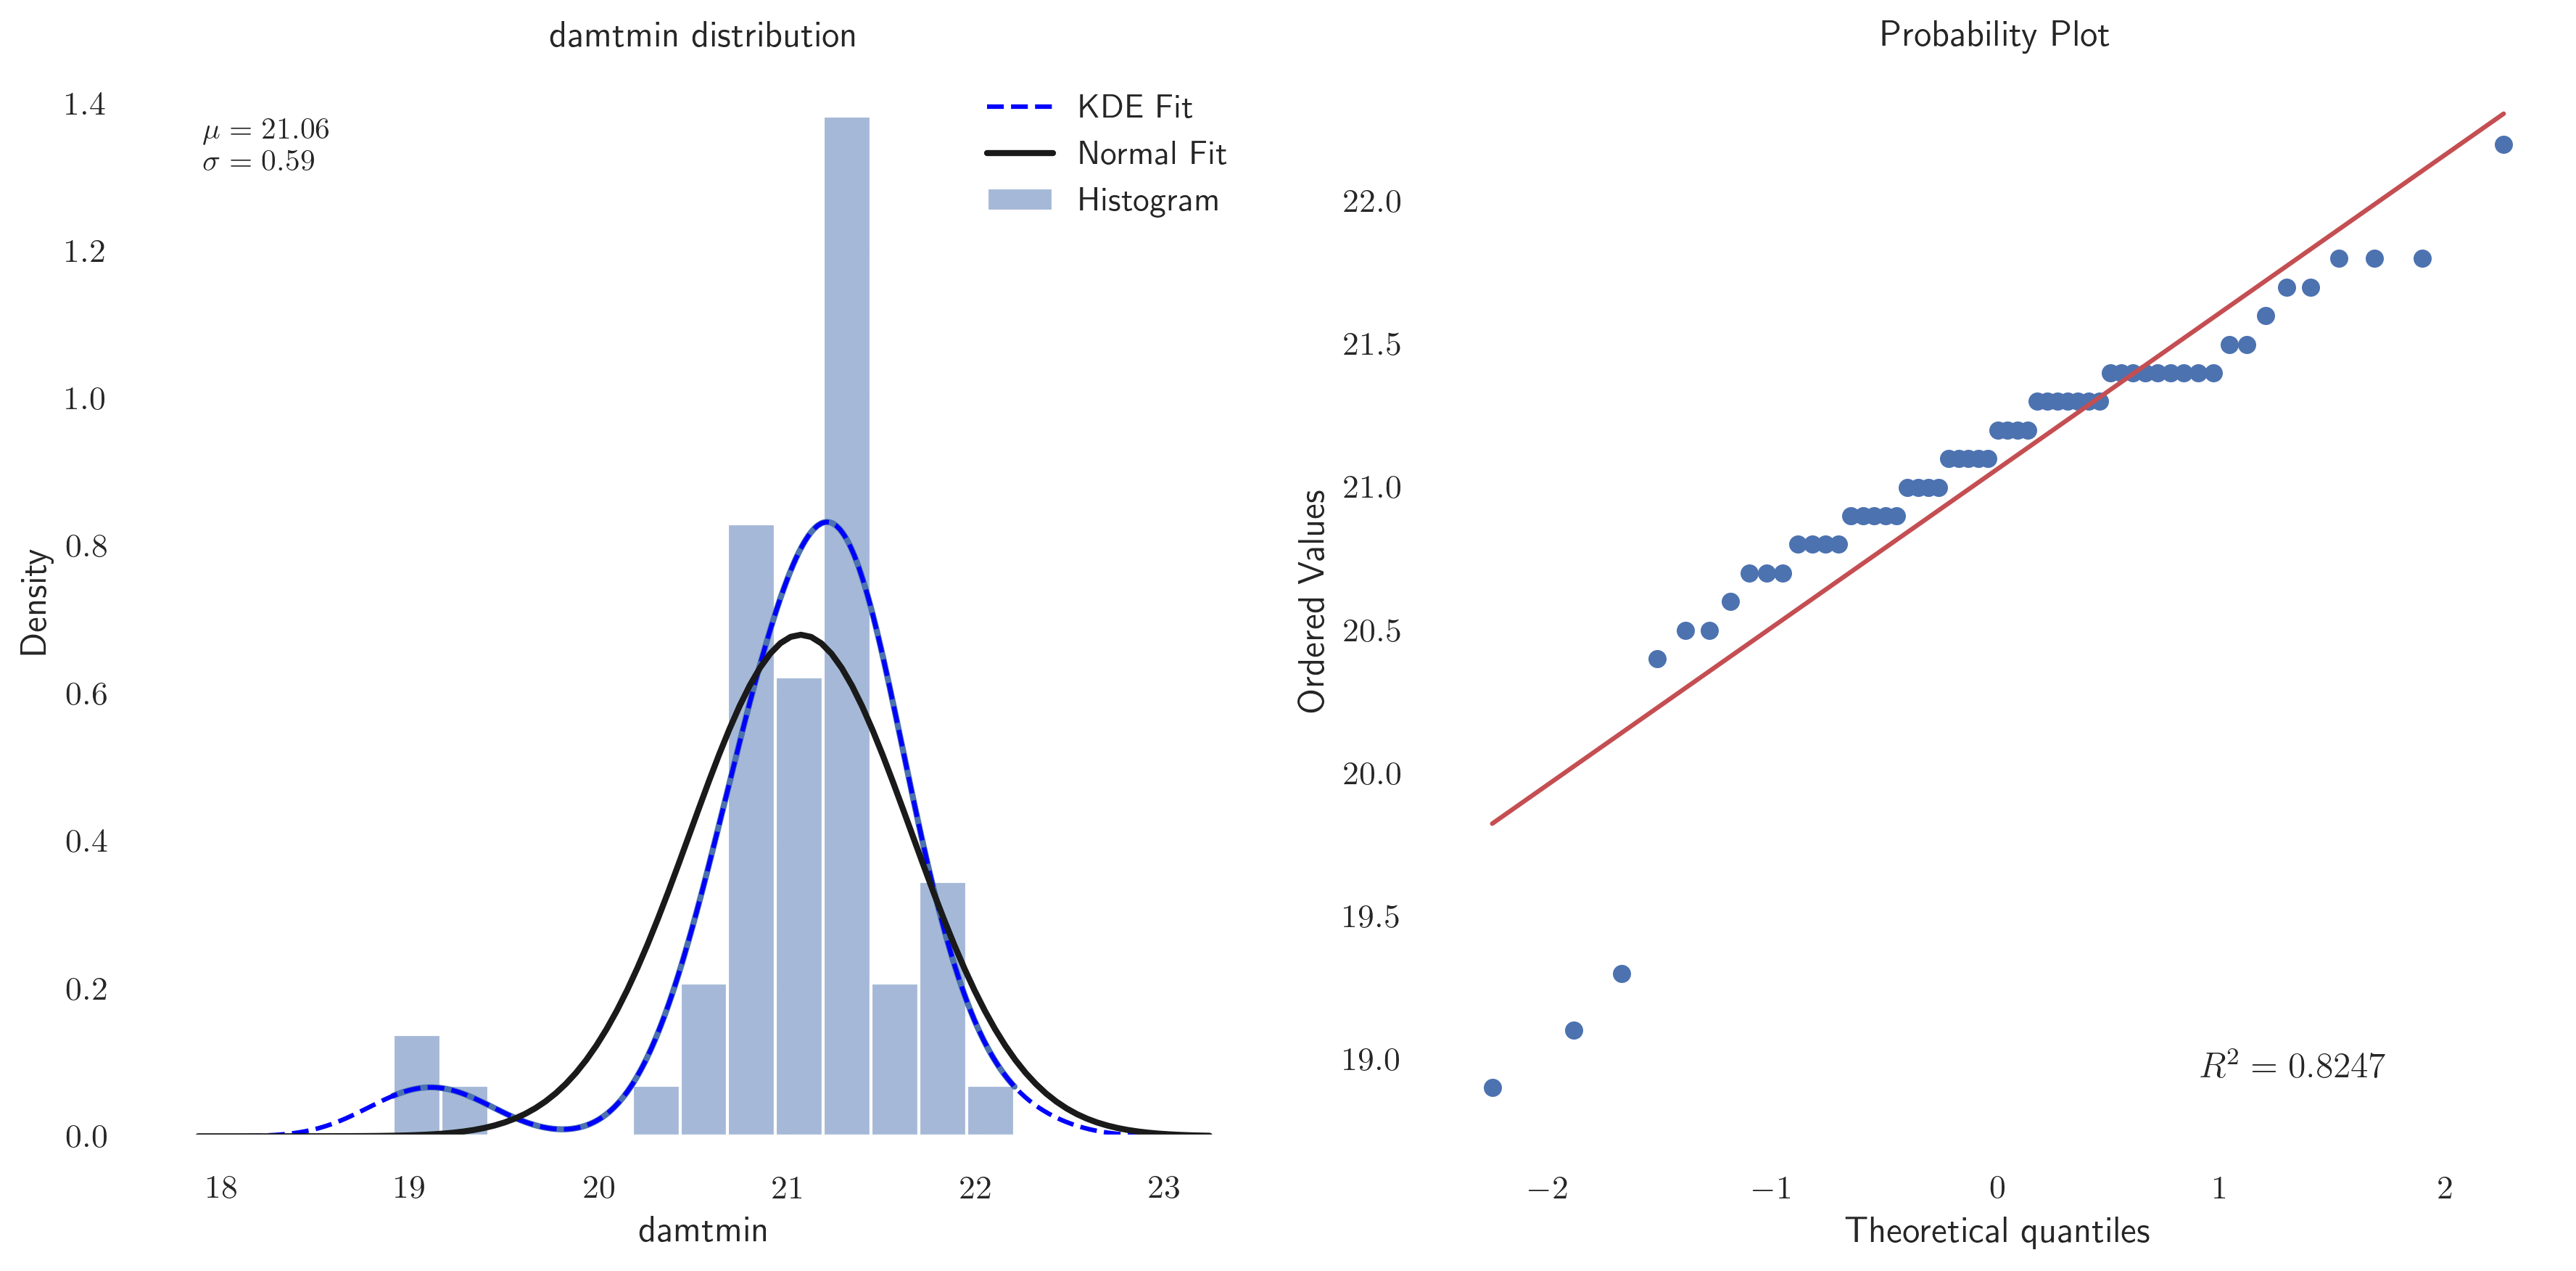 damtmin distribution
1.4
1.2
1.0
0.8
0.6
0.4
0.2
0.0
Density
μ = 21.06
σ = 0.59
KDE Fit
Normal Fit
Histogram
18 19 20 21 22 23
damtmin
Probability Plot
22.0
21.5
21.0
20.5
20.0
19.5
19.0
Ordered Values
R² = 0.8247
−2 −1 0 1 2
Theoretical quantiles